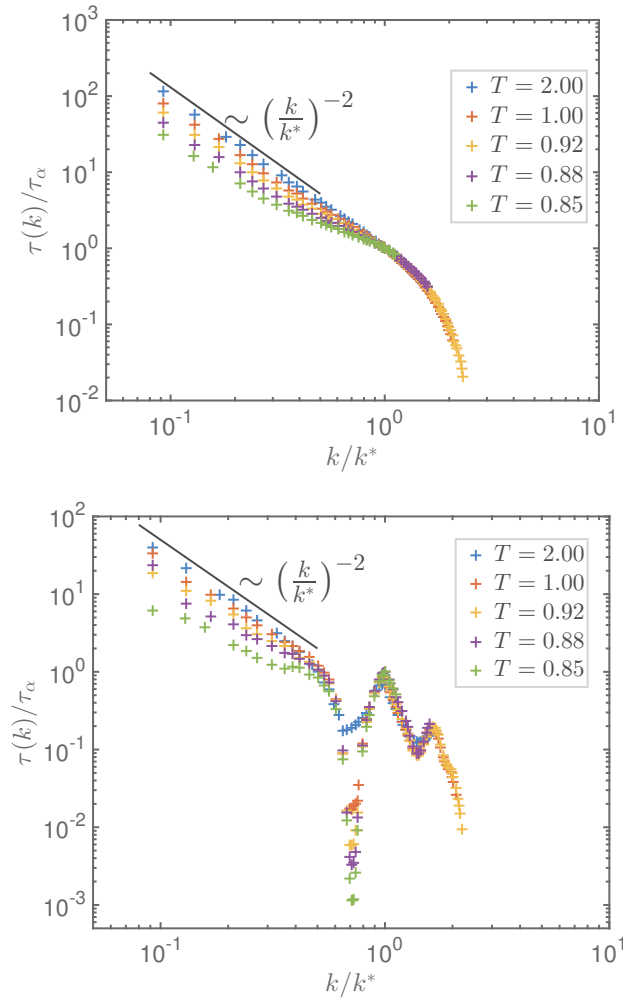 10^3
10^2
10^1
10^0
10^{-1}
10^{-2}
τ(k)/τ_α
∼ (k/k*)^{-2}
T = 2.00
T = 1.00
T = 0.92
T = 0.88
T = 0.85
10^{-1}
10^0
10^1
k/k*
10^2
10^1
10^0
10^{-1}
10^{-2}
10^{-3}
τ(k)/τ_α
∼ (k/k*)^{-2}
T = 2.00
T = 1.00
T = 0.92
T = 0.88
T = 0.85
10^{-1}
10^0
10^1
k/k*